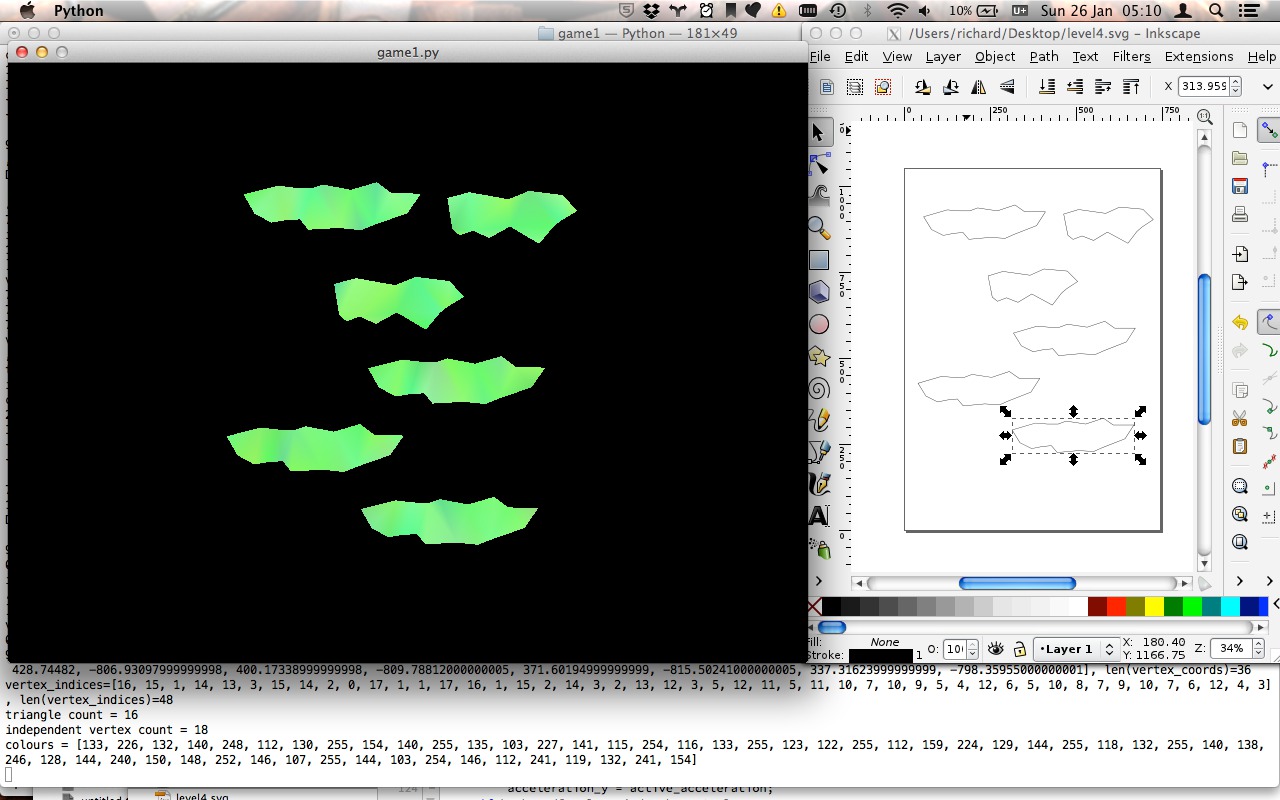 Python
10%
U+
Sun 26 Jan 05:10
game1 — Python — 181×49
/Users/richard/Desktop/level4.svg - Inkscape
game1.py
File Edit View Layer Object Path Text Filters Extensions Help
X 313.959
0 250 500 750
1:1
Fill: None
Stroke: 1
O:
Layer 1
X: 180.40
Y: 1166.75
Z: 34%
428.74482, -806.93097999999998, 400.17338999999998, -809.78812000000005, 371.60194999999999, -815.50241000000005, 337.31623999999999, -798.35955000000001], len(vertex_coords)=36
vertex_indices=[16, 15, 1, 14, 13, 3, 15, 14, 2, 0, 17, 1, 1, 17, 16, 1, 15, 2, 14, 3, 2, 13, 12, 3, 5, 12, 11, 5, 11, 10, 7, 10, 9, 5, 4, 12, 6, 5, 10, 8, 7, 9, 10, 7, 6, 12, 4, 3]
, len(vertex_indices)=48
triangle count = 16
independent vertex count = 18
colours = [133, 226, 132, 140, 248, 112, 130, 255, 154, 140, 255, 135, 103, 227, 141, 115, 254, 116, 133, 255, 123, 122, 255, 112, 159, 224, 129, 144, 255, 118, 132, 255, 140, 138,
246, 128, 144, 240, 150, 148, 252, 146, 107, 255, 144, 103, 254, 146, 112, 241, 119, 132, 241, 154]
level4.svg
124
acceleration_y = active_acceleration;